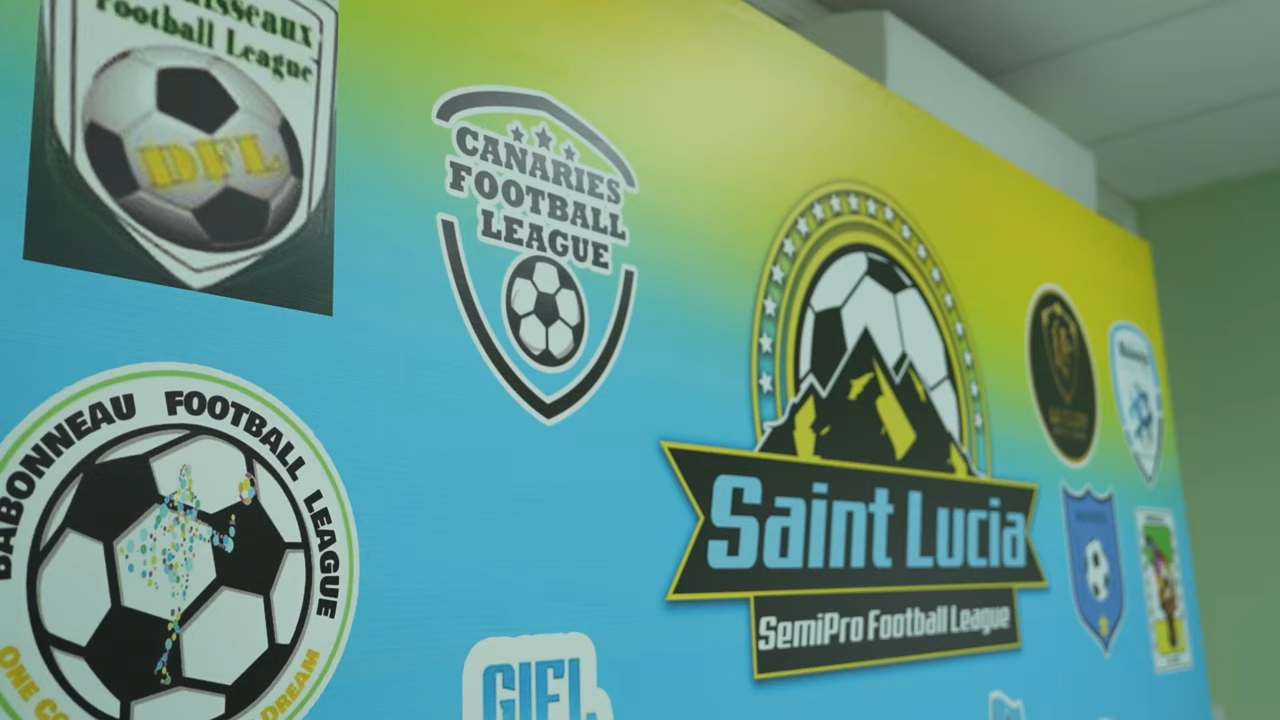 Football League
DFL
CANARIES
FOOTBALL
LEAGUE
BABONNEAU FOOTBALL LEAGUE
ONE
DREAM
Saint Lucia
SemiPro Football League
GIFL